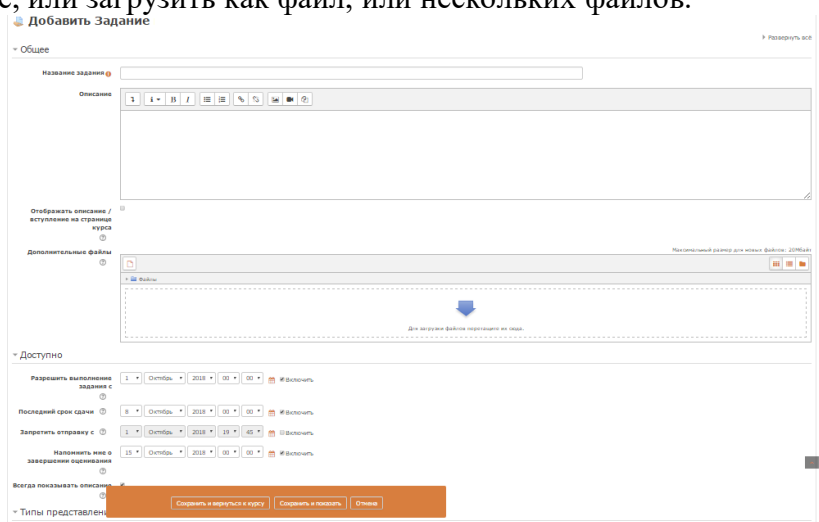 е, или загрузить как файл, или нескольких файлов.
Добавить Задание
Развернуть всё
Общее
Название задания
Описание
Отображать описание /
вступление на странице
курса
Дополнительные файлы
Максимальный размер для новых файлов: 20Мбайт
Файлы
Для загрузки файлов перетащите их сюда.
Доступно
Разрешить выполнение
задания с
1 Октябрь 2018 00 00 Включить
Последний срок сдачи 8 Октябрь 2018 00 00 Включить
Запретить отправку с 1 Октябрь 2018 19 45 Включить
Напомнить мне о
завершении оценивания
15 Октябрь 2018 00 00 Включить
Всегда показывать описание
Сохранить и вернуться к курсу Сохранить и показать Отмена
Типы представлен